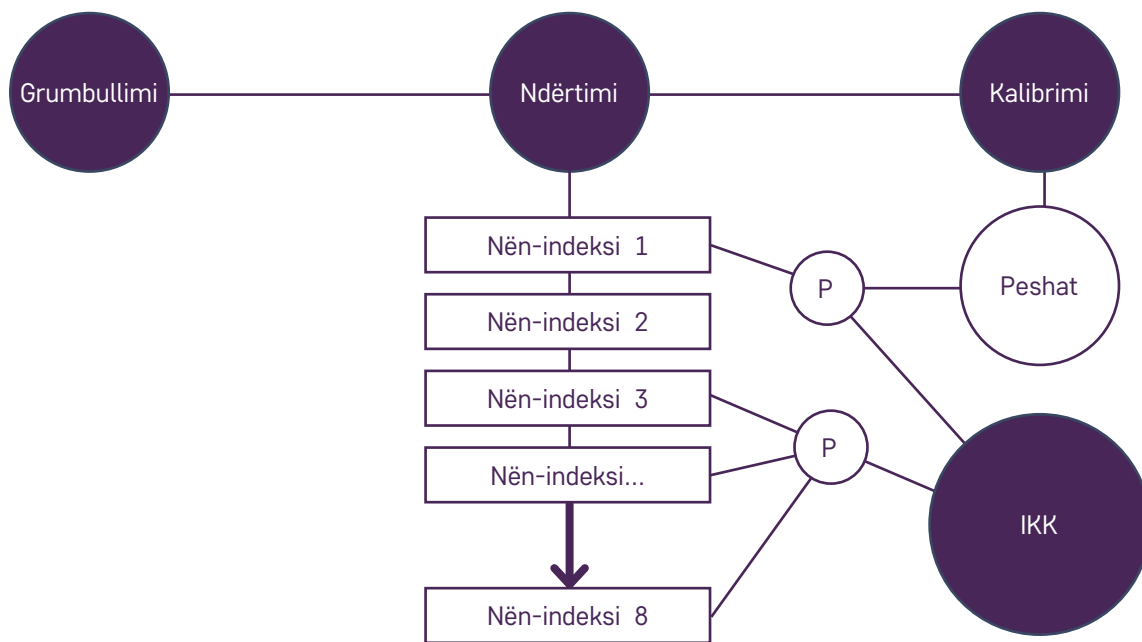 Grumbullimi
Ndërtimi
Kalibrimi
Nën-indeksi 1
P
Peshat
Nën-indeksi 2
Nën-indeksi 3
P
Nën-indeksi...
IKK
Nën-indeksi 8